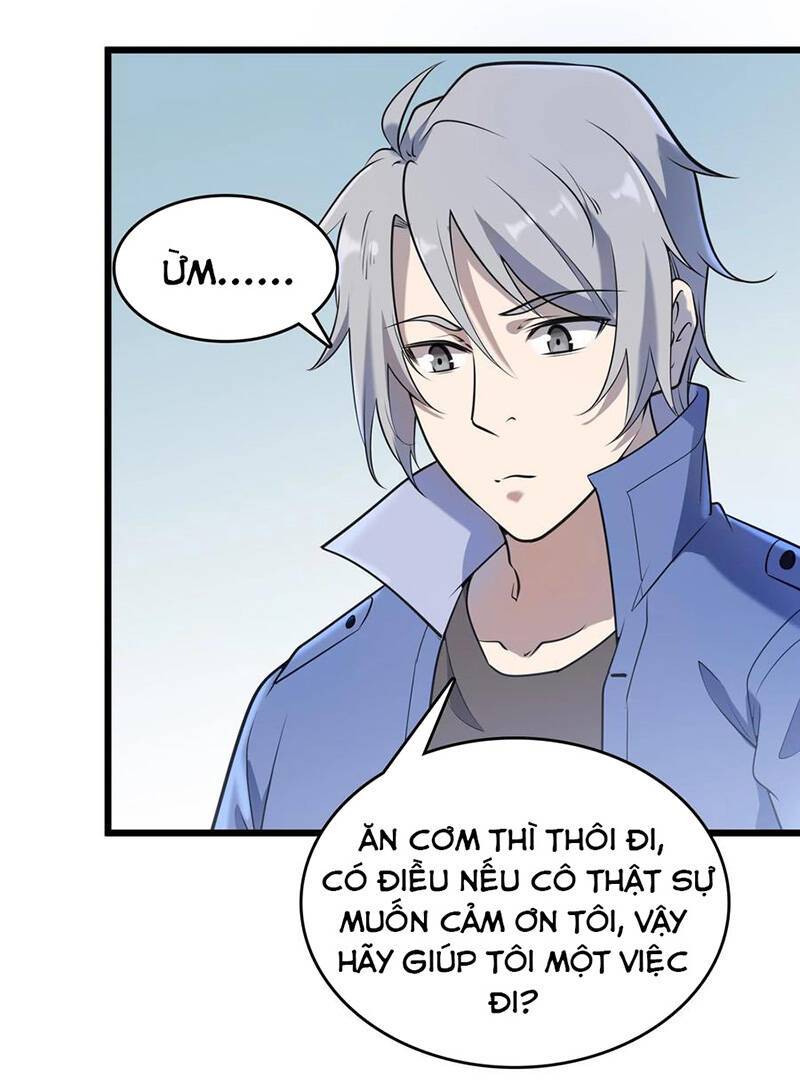 ỪM......
ĂN CƠM THÌ THÔI ĐI,
CÓ ĐIỀU NẾU CÔ THẬT SỰ
MUỐN CẢM ƠN TÔI, VẬY
HÃY GIÚP TÔI MỘT VIỆC
ĐI?